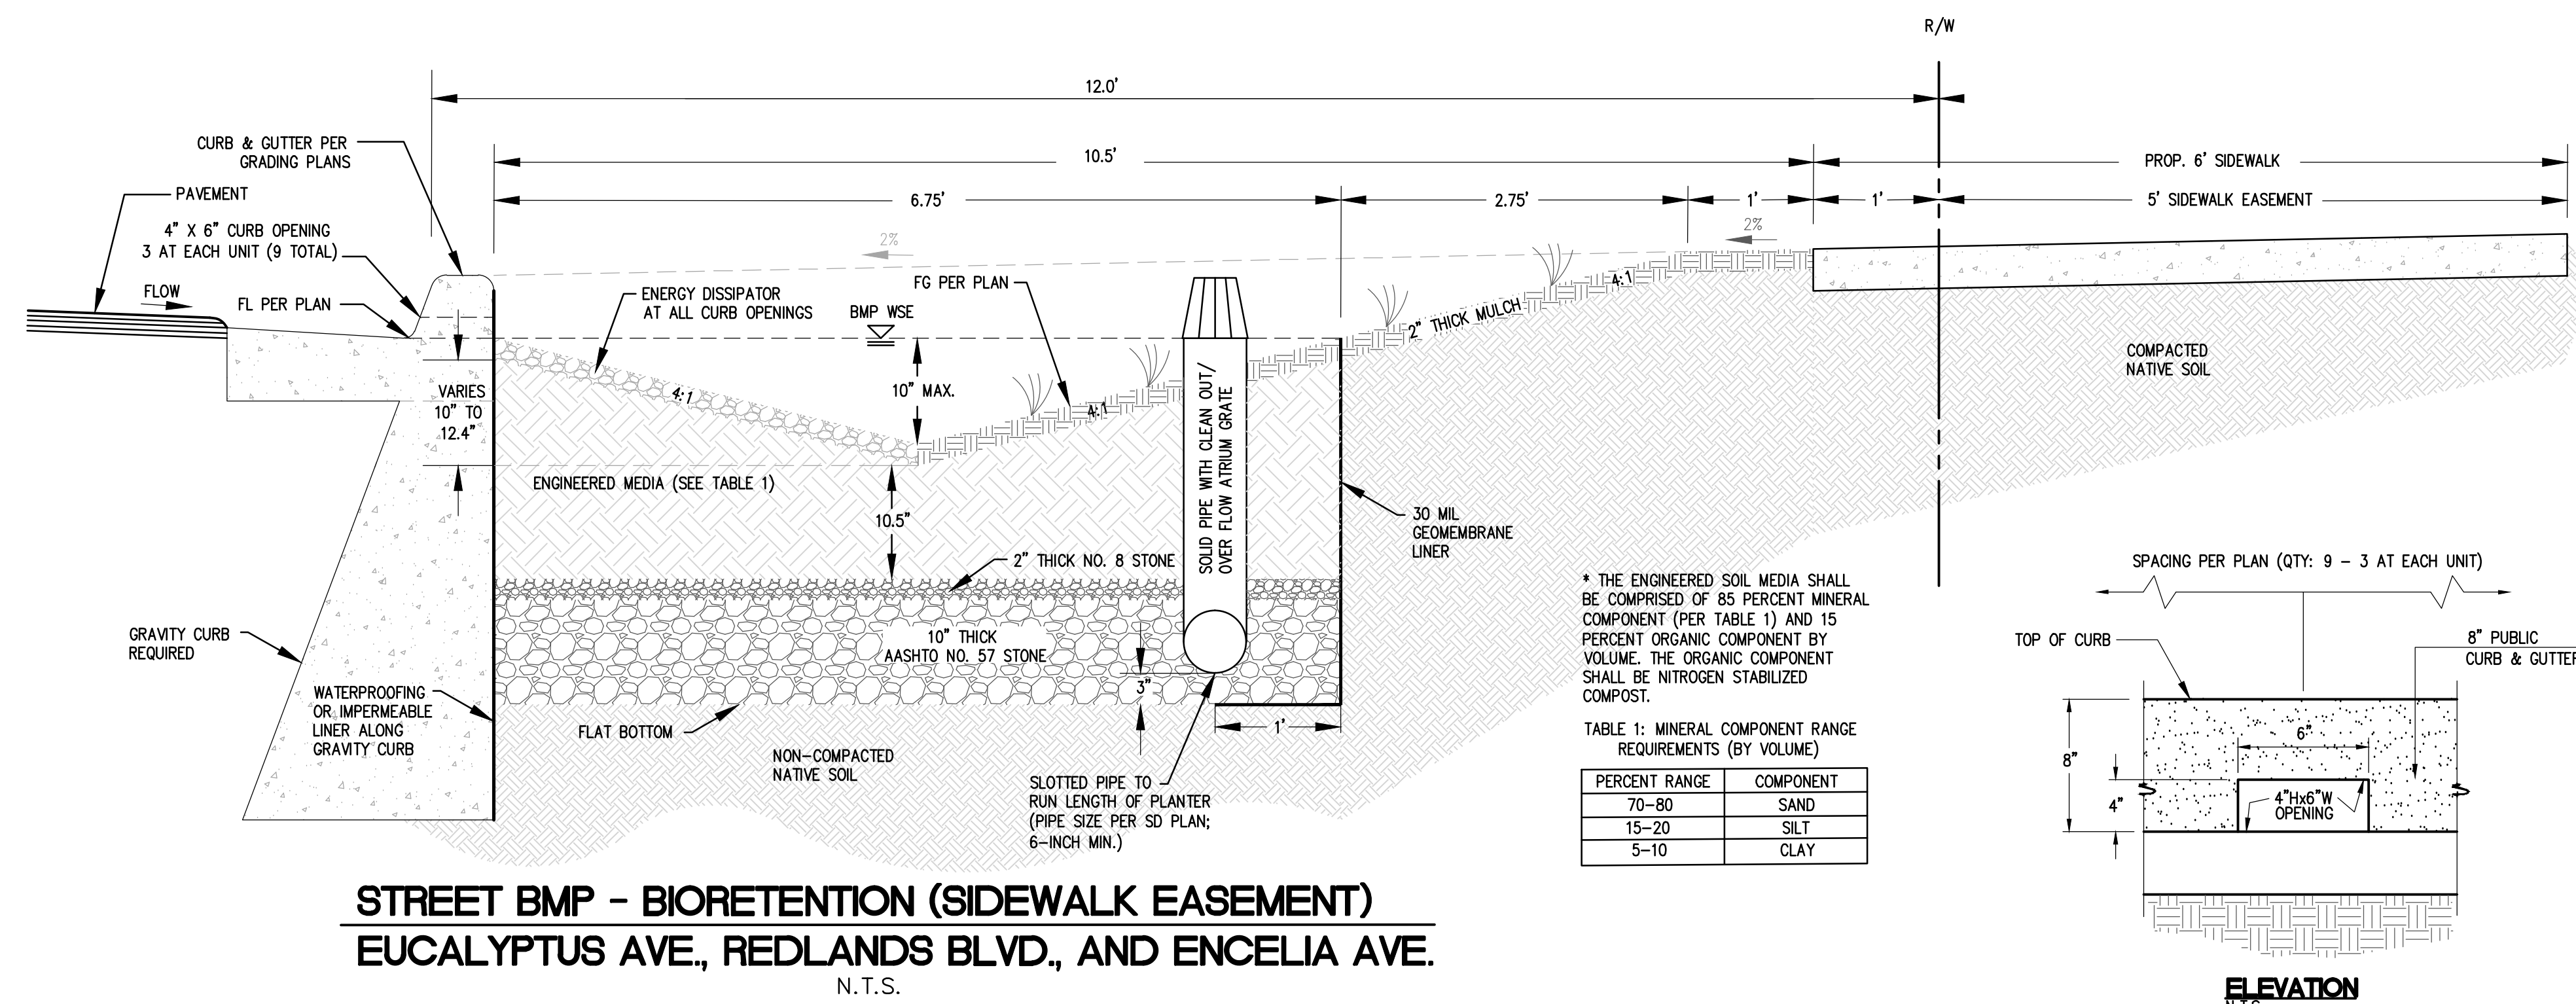 R/W
12.0'
CURB & GUTTER PER
GRADING PLANS
10.5'
PROP. 6' SIDEWALK
PAVEMENT
6.75'
2.75'
1'
1'
5' SIDEWALK EASEMENT
4" X 6" CURB OPENING
3 AT EACH UNIT (9 TOTAL)
2%
2%
FLOW
FL PER PLAN
ENERGY DISSIPATOR
AT ALL CURB OPENINGS
BMP WSE
FG PER PLAN
4:1
2" THICK MULCH
COMPACTED
NATIVE SOIL
VARIES
10" TO
12.4"
4:1
10" MAX.
4:1
SOLID PIPE WITH CLEAN OUT/
OVER FLOW ATRIUM GRATE
ENGINEERED MEDIA (SEE TABLE 1)
10.5"
30 MIL
GEOMEMBRANE
LINER
2" THICK NO. 8 STONE
10" THICK
AASHTO NO. 57 STONE
3"
GRAVITY CURB
REQUIRED
WATERPROOFING
OR IMPERMEABLE
LINER ALONG
GRAVITY CURB
FLAT BOTTOM
1'
NON-COMPACTED
NATIVE SOIL
SLOTTED PIPE TO
RUN LENGTH OF PLANTER
(PIPE SIZE PER SD PLAN;
6-INCH MIN.)
* THE ENGINEERED SOIL MEDIA SHALL
BE COMPRISED OF 85 PERCENT MINERAL
COMPONENT (PER TABLE 1) AND 15
PERCENT ORGANIC COMPONENT BY
VOLUME. THE ORGANIC COMPONENT
SHALL BE NITROGEN STABILIZED
COMPOST.
TABLE 1: MINERAL COMPONENT RANGE
REQUIREMENTS (BY VOLUME)
PERCENT RANGE COMPONENT
70-80 SAND
15-20 SILT
5-10 CLAY
SPACING PER PLAN (QTY: 9 - 3 AT EACH UNIT)
TOP OF CURB
8" PUBLIC
CURB & GUTTER
8"
6"
4"
4"Hx6"W
OPENING
ELEVATION
N.T.S.
STREET BMP - BIORETENTION (SIDEWALK EASEMENT)
EUCALYPTUS AVE., REDLANDS BLVD., AND ENCELIA AVE.
N.T.S.